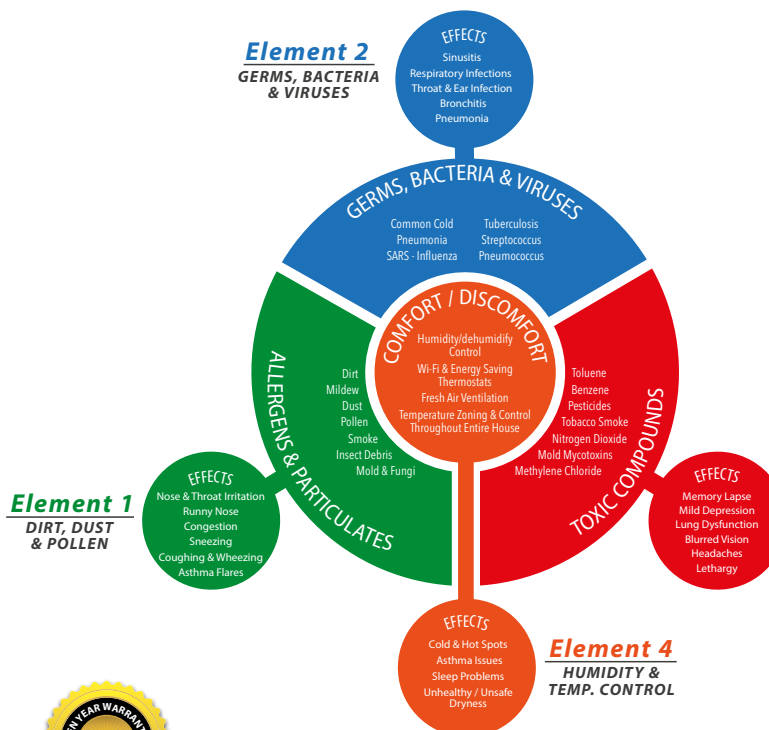 Element 2
GERMS, BACTERIA
& VIRUSES
EFFECTS
Sinusitis
Respiratory Infections
Throat & Ear Infection
Bronchitis
Pneumonia
GERMS, BACTERIA & VIRUSES
Common Cold
Pneumonia
SARS - Influenza
Tuberculosis
Streptococcus
Pneumococcus
COMFORT / DISCOMFORT
Humidity/dehumidify
Control
Wi-Fi & Energy Saving
Thermostats
Fresh Air Ventilation
Temperature Zoning & Control
Throughout Entire House
ALLERGENS & PARTICULATES
Dirt
Mildew
Dust
Pollen
Smoke
Insect Debris
Mold & Fungi
TOXIC COMPOUNDS
Toluene
Benzene
Pesticides
Tobacco Smoke
Nitrogen Dioxide
Mold Mycotoxins
Methylene Chloride
Element 1
DIRT, DUST
& POLLEN
EFFECTS
Nose & Throat Irritation
Runny Nose
Congestion
Sneezing
Coughing & Wheezing
Asthma Flares
EFFECTS
Memory Lapse
Mild Depression
Lung Dysfunction
Blurred Vision
Headaches
Lethargy
EFFECTS
Cold & Hot Spots
Asthma Issues
Sleep Problems
Unhealthy / Unsafe
Dryness
Element 4
HUMIDITY &
TEMP. CONTROL
YEAR